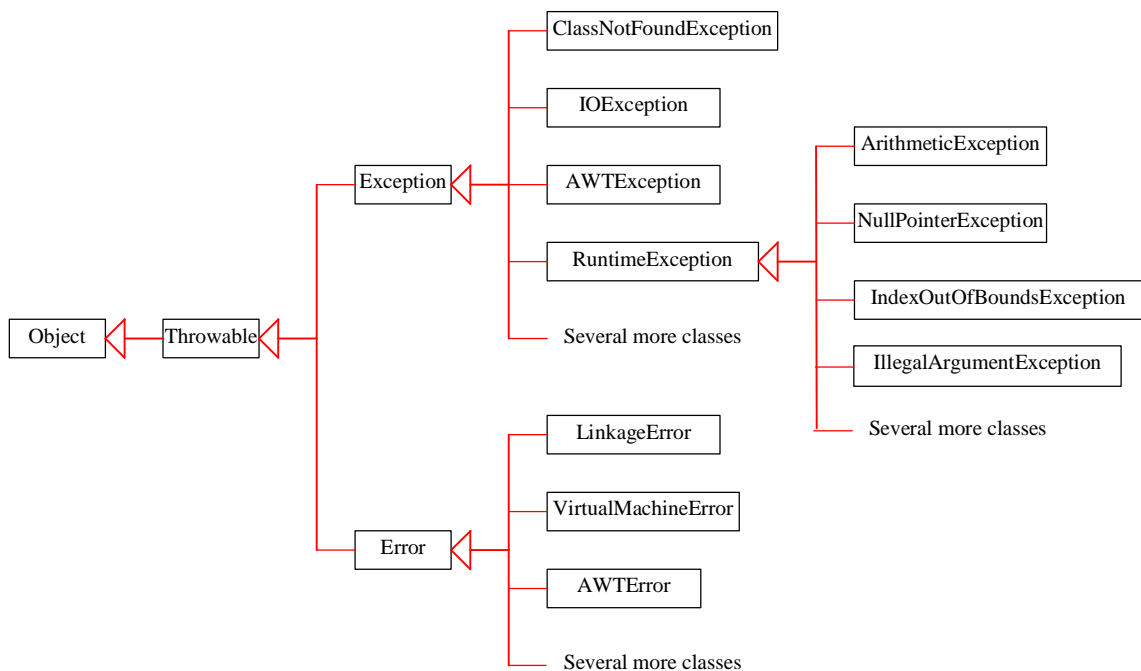 ClassNotFoundException
IOException
ArithmeticException
Exception
AWTException
NullPointerException
RuntimeException
IndexOutOfBoundsException
Object
Throwable
Several more classes
IllegalArgumentException
Several more classes
LinkageError
VirtualMachineError
Error
AWTError
Several more classes